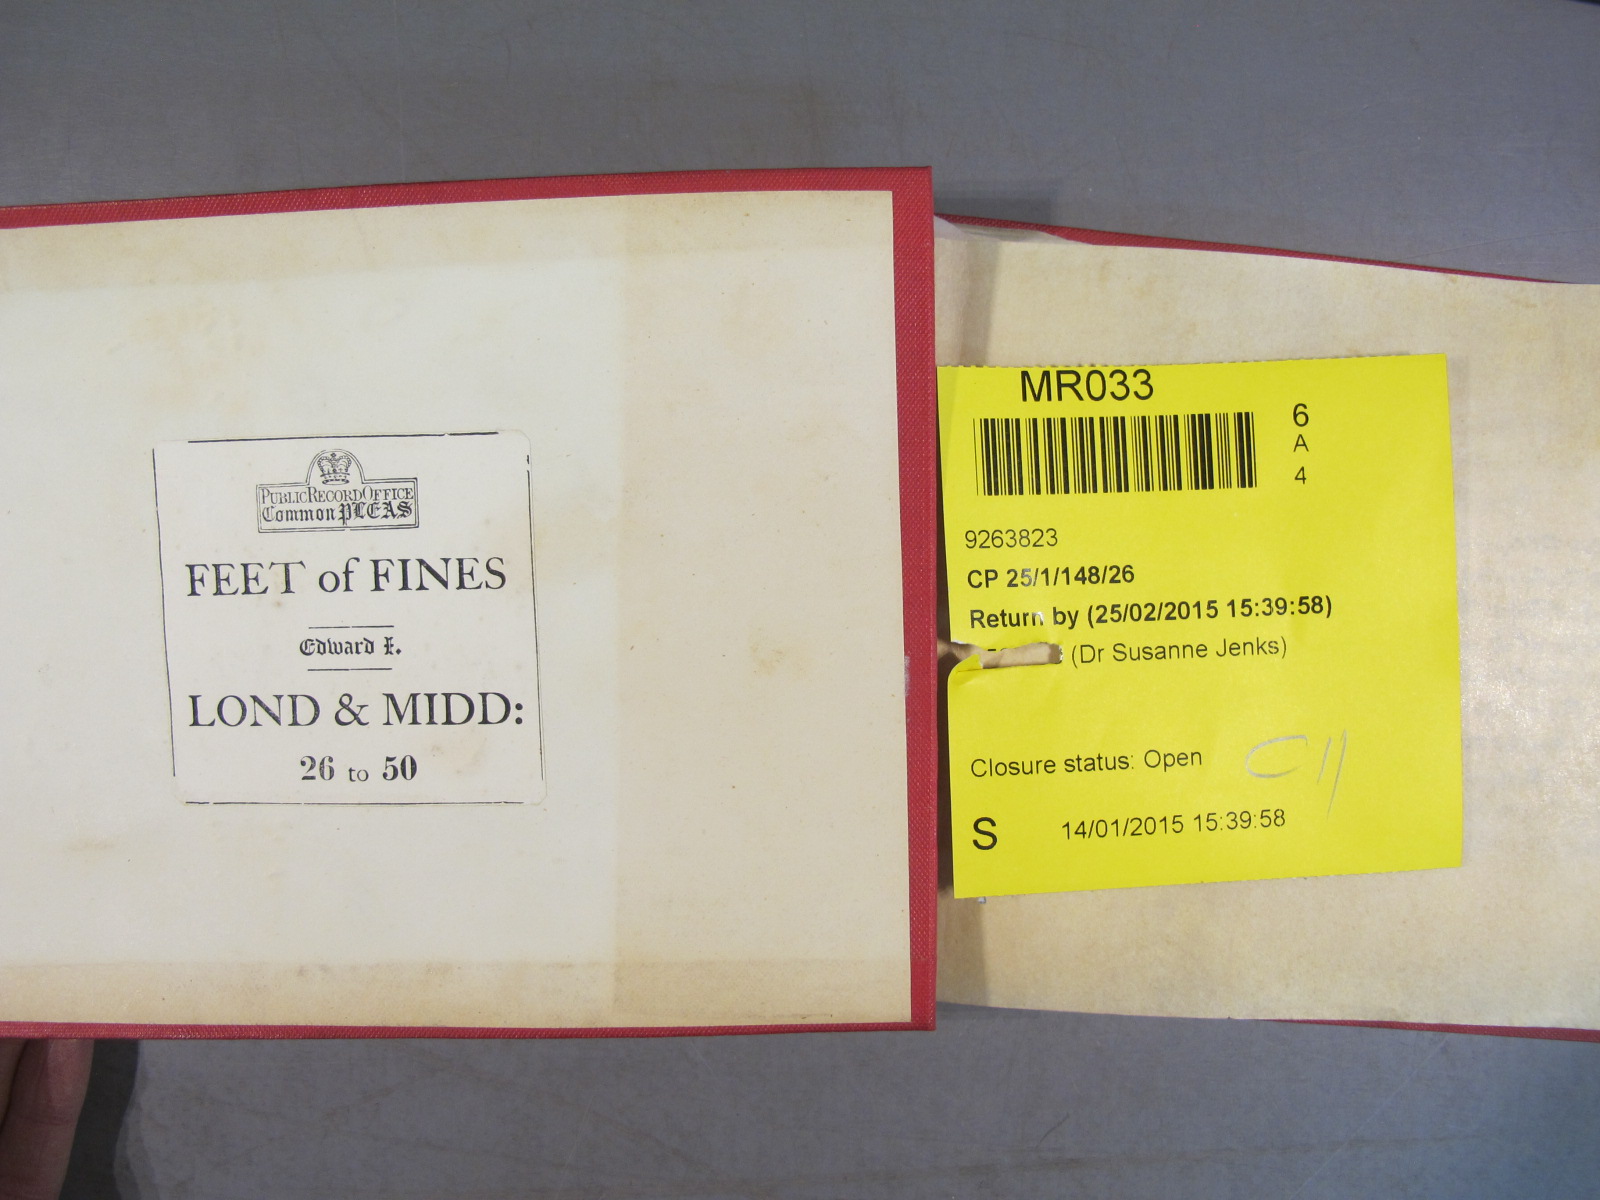 PUBLIC RECORD OFFICE
Common PLEAS
FEET of FINES
Edward I.
LOND & MIDD:
26 to 50
MR033
6
A
4
9263823
CP 25/1/148/26
Return by (25/02/2015 15:39:58)
(Dr Susanne Jenks)
Closure status: Open
C11
S 14/01/2015 15:39:58